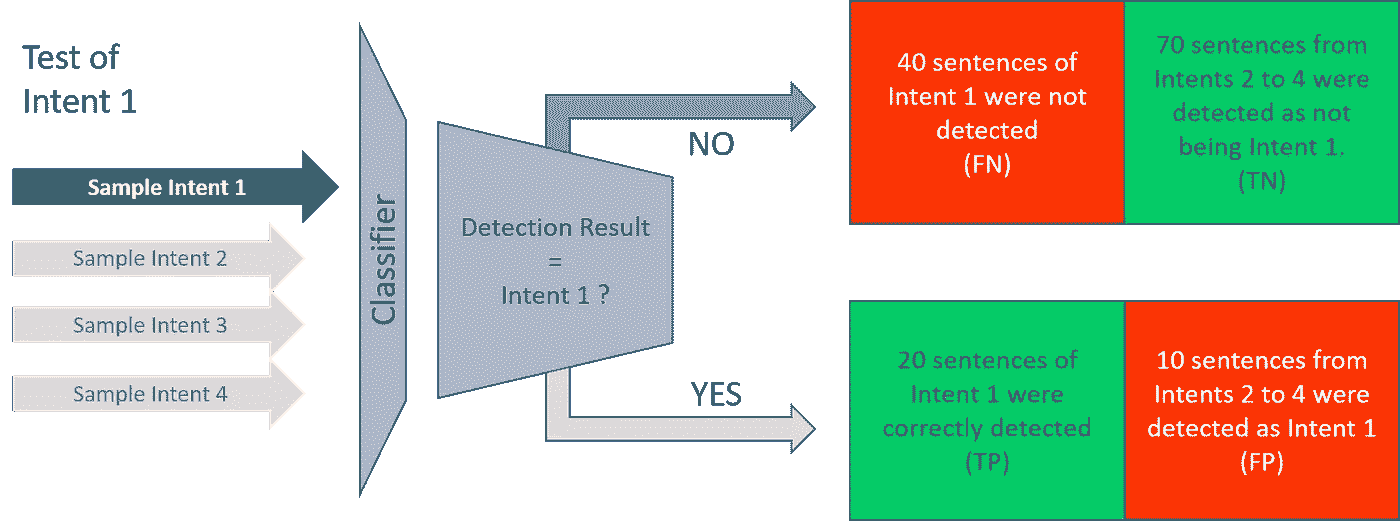 Test of
Intent 1
Sample Intent 1
Sample Intent 2
Sample Intent 3
Sample Intent 4
Classifier
Detection Result
=
Intent 1 ?
NO
YES
40 sentences of
Intent 1 were not
detected
(FN)
70 sentences from
Intents 2 to 4 were
detected as not
being Intent 1.
(TN)
20 sentences of
Intent 1 were
correctly detected
(TP)
10 sentences from
Intents 2 to 4 were
detected as Intent 1
(FP)